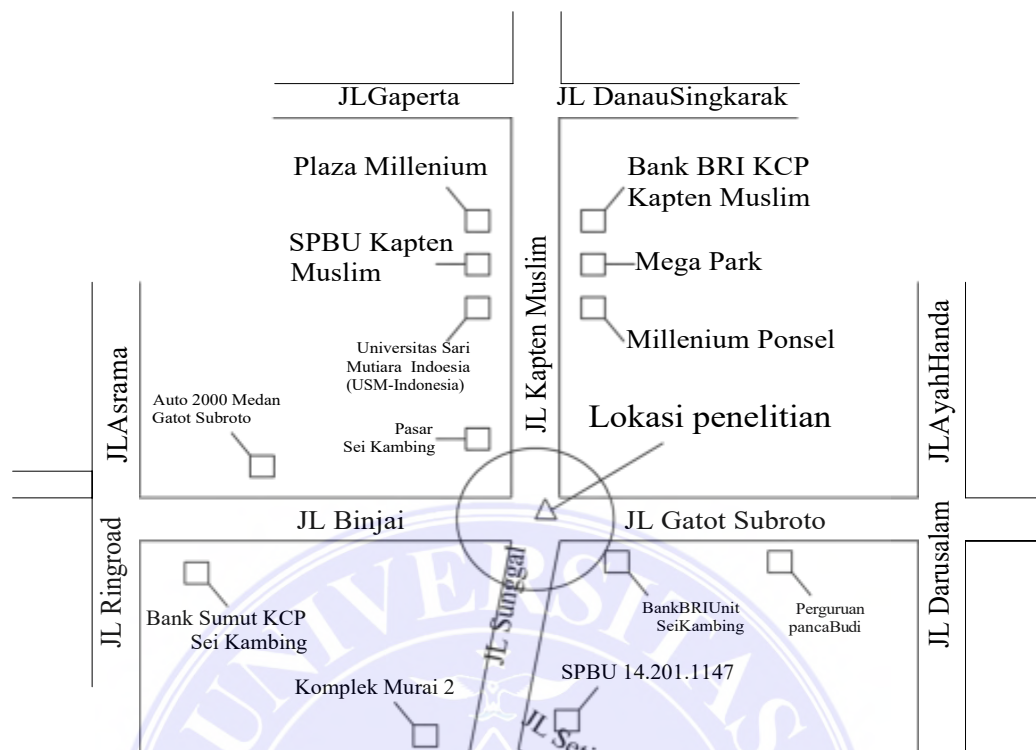 JLGaperta
JL DanauSingkarak
Plaza Millenium
Bank BRI KCP
Kapten Muslim
SPBU Kapten
Muslim
JL Kapten Muslim
Mega Park
Universitas Sari
Mutiara Indoesia
(USM-Indonesia)
Millenium Ponsel
JLAsrama
JLAyahHanda
Auto 2000 Medan
Gatot Subroto
Pasar
Sei Kambing
Lokasi penelitian
JL Binjai
JL Gatot Subroto
JL Ringroad
JL Sunggal
JL Darusalam
UNIVERSITAS
Bank Sumut KCP
Sei Kambing
BankBRIUnit
SeiKambing
Perguruan
pancaBudi
Komplek Murai 2
SPBU 14.201.1147
JL